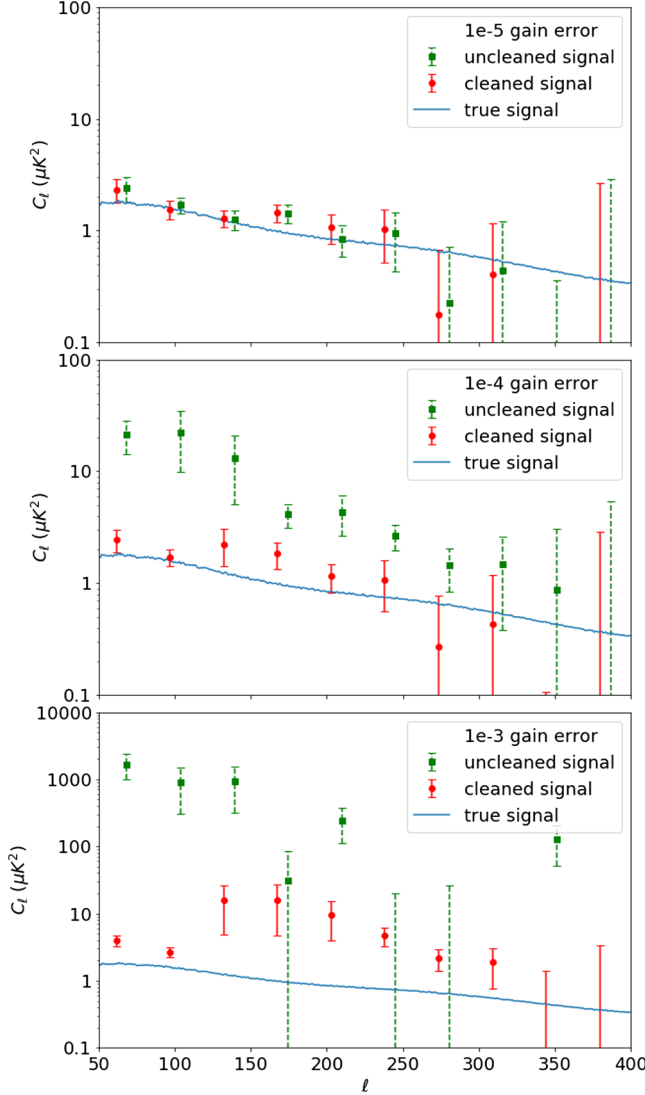 100
1e-5 gain error
uncleaned signal
cleaned signal
true signal
10
Cℓ (μK²)
1
0.1
100
1e-4 gain error
uncleaned signal
cleaned signal
true signal
10
Cℓ (μK²)
1
0.1
10000
1e-3 gain error
uncleaned signal
cleaned signal
true signal
1000
100
Cℓ (μK²)
10
1
0.1
50 100 150 200 250 300 350 400
ℓ